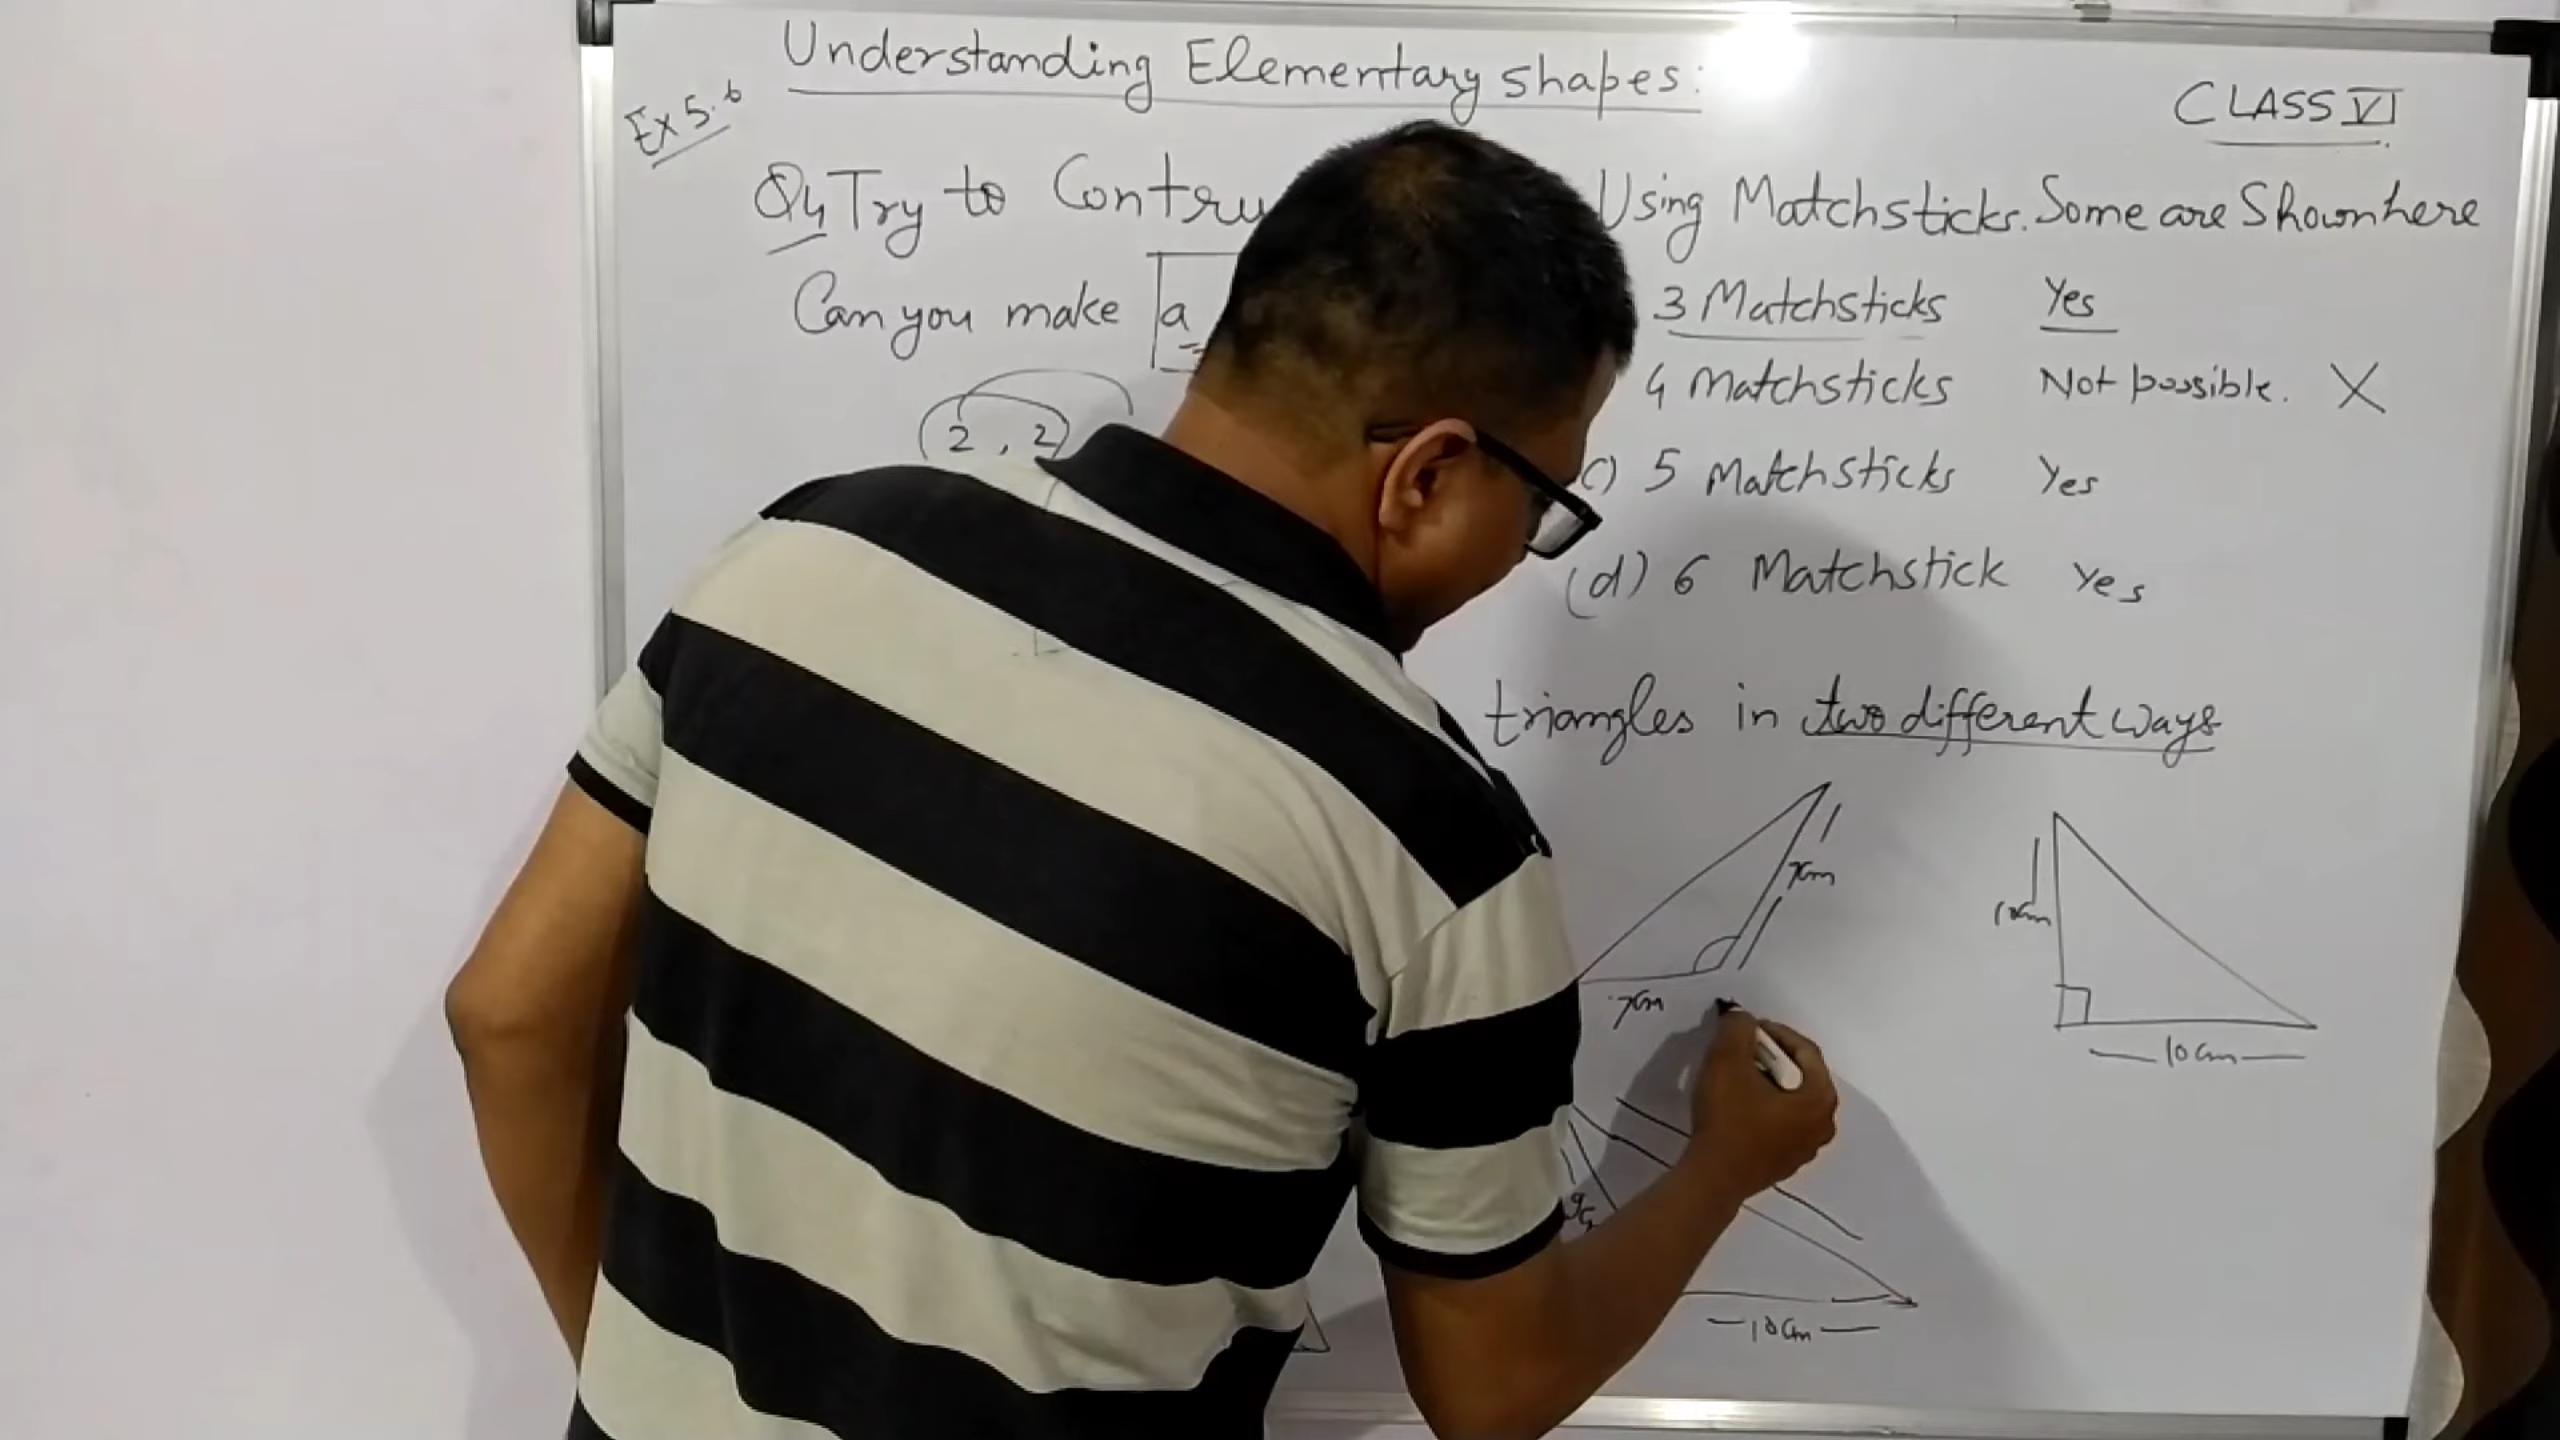 Understanding Elementary shapes:
Ex 5.6
CLASS VI
Q4 Try to Contru Using Matchsticks. Some are Shown here
Can you make a 3 Matchsticks Yes
4 Matchsticks Not possible. X
2, 2
c) 5 Matchsticks Yes
(d) 6 Matchstick Yes
triangles in two different ways
7cm
7cm
10cm
10cm